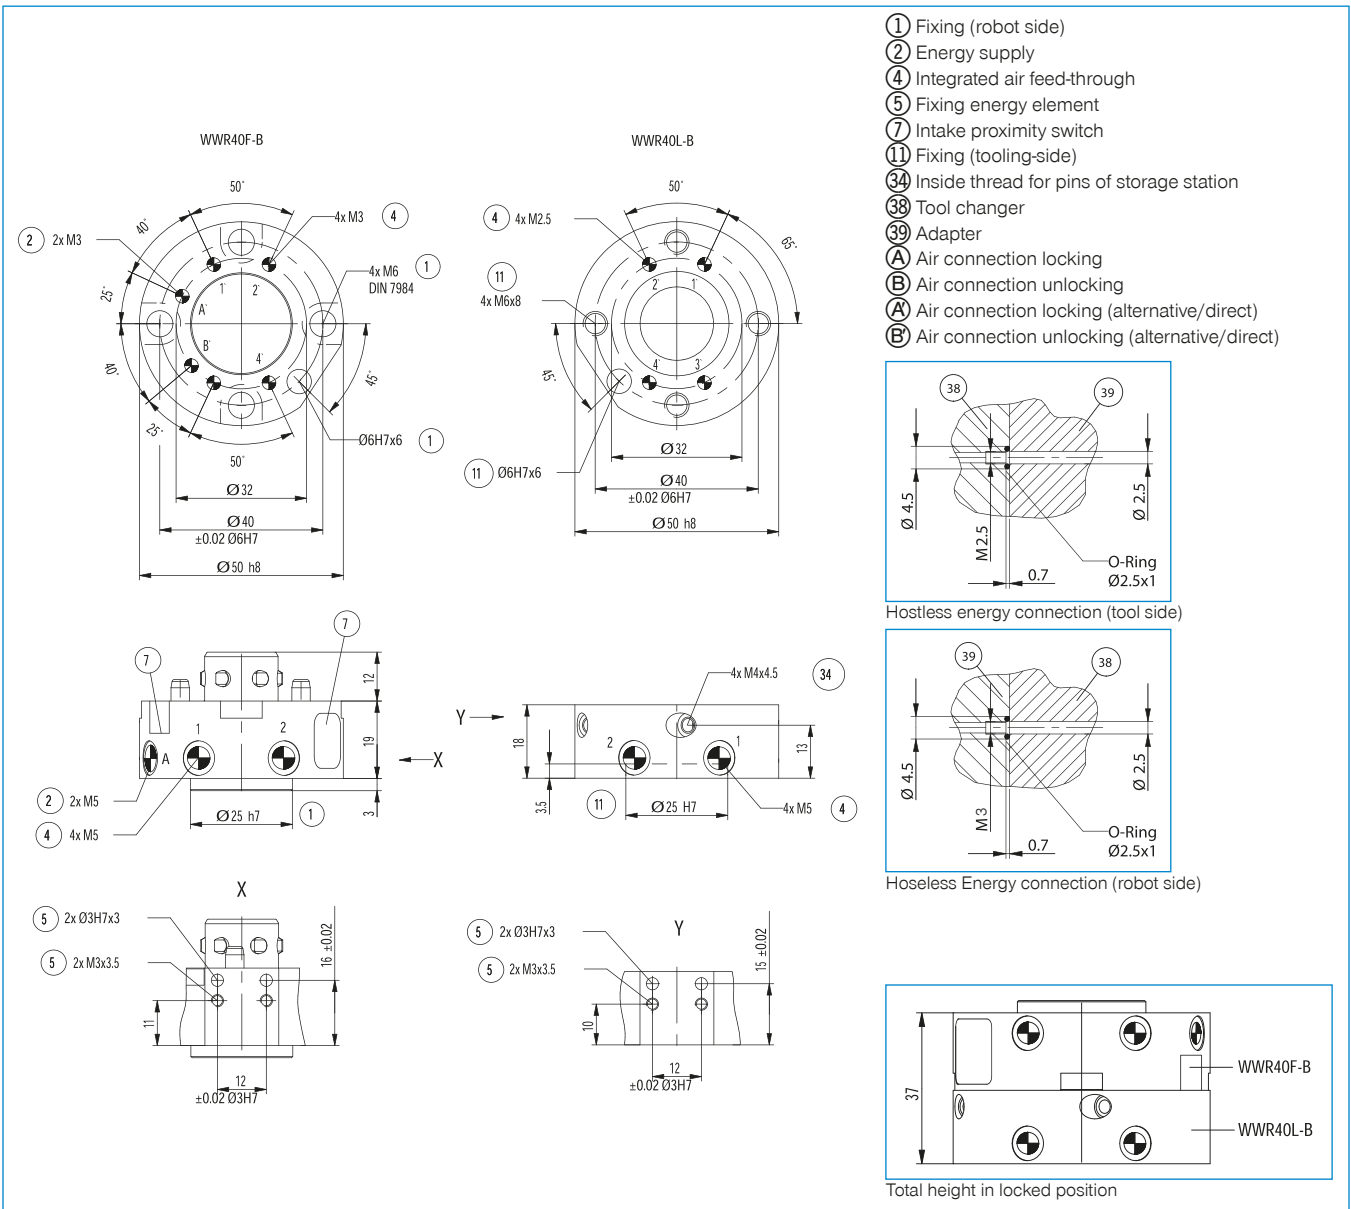 1 Fixing (robot side)
2 Energy supply
4 Integrated air feed-through
5 Fixing energy element
7 Intake proximity switch
11 Fixing (tooling-side)
34 Inside thread for pins of storage station
38 Tool changer
39 Adapter
A Air connection locking
B Air connection unlocking
A' Air connection locking (alternative/direct)
B' Air connection unlocking (alternative/direct)
WWR40F-B
50°
40°
4x M3 4
2 2x M3
4x M6 1
DIN 7984
25°
1' 2'
A'
B'
4'
40°
45°
25°
Ø6H7x6 1
50°
Ø32
Ø40
±0.02 Ø6H7
Ø50 h8
WWR40L-B
50°
4 4x M2.5
65°
11
4x M6x8
2' 1'
4' 3'
45°
11 Ø6H7x6
Ø32
Ø40
±0.02 Ø6H7
Ø50 h8
38
39
Ø 4.5
M2.5
Ø 2.5
O-Ring
Ø2.5x1
0.7
Hostless energy connection (tool side)
39
38
Ø 4.5
M3
Ø 2.5
O-Ring
Ø2.5x1
0.7
Hoseless Energy connection (robot side)
7
7
12
19
3
1 2
A
X
2 2x M5
4 4x M5
Ø25 h7 1
4x M4x4.5 34
Y
18
13
3.5
2 1
11
Ø25 H7
4x M5 4
X
5 2x Ø3H7x3
5 2x M3x3.5
16 ±0.02
11
12
±0.02 Ø3H7
Y
5 2x Ø3H7x3
5 2x M3x3.5
15 ±0.02
10
12
±0.02 Ø3H7
37
WWR40F-B
WWR40L-B
Total height in locked position